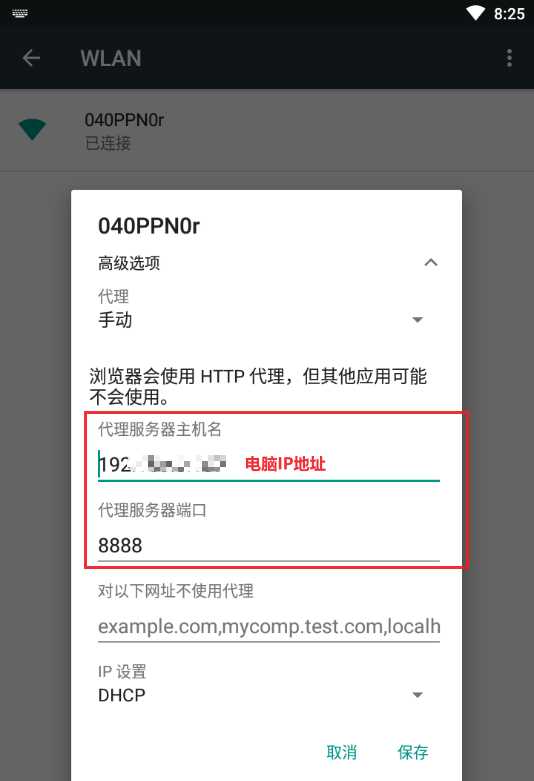 8:25
WLAN
040PPN0r
已连接
040PPN0r
高级选项
代理
手动
浏览器会使用 HTTP 代理，但其他应用可能
不会使用。
代理服务器主机名
192 电脑IP地址
代理服务器端口
8888
对以下网址不使用代理
example.com,mycomp.test.com,localh
IP 设置
DHCP
取消 保存